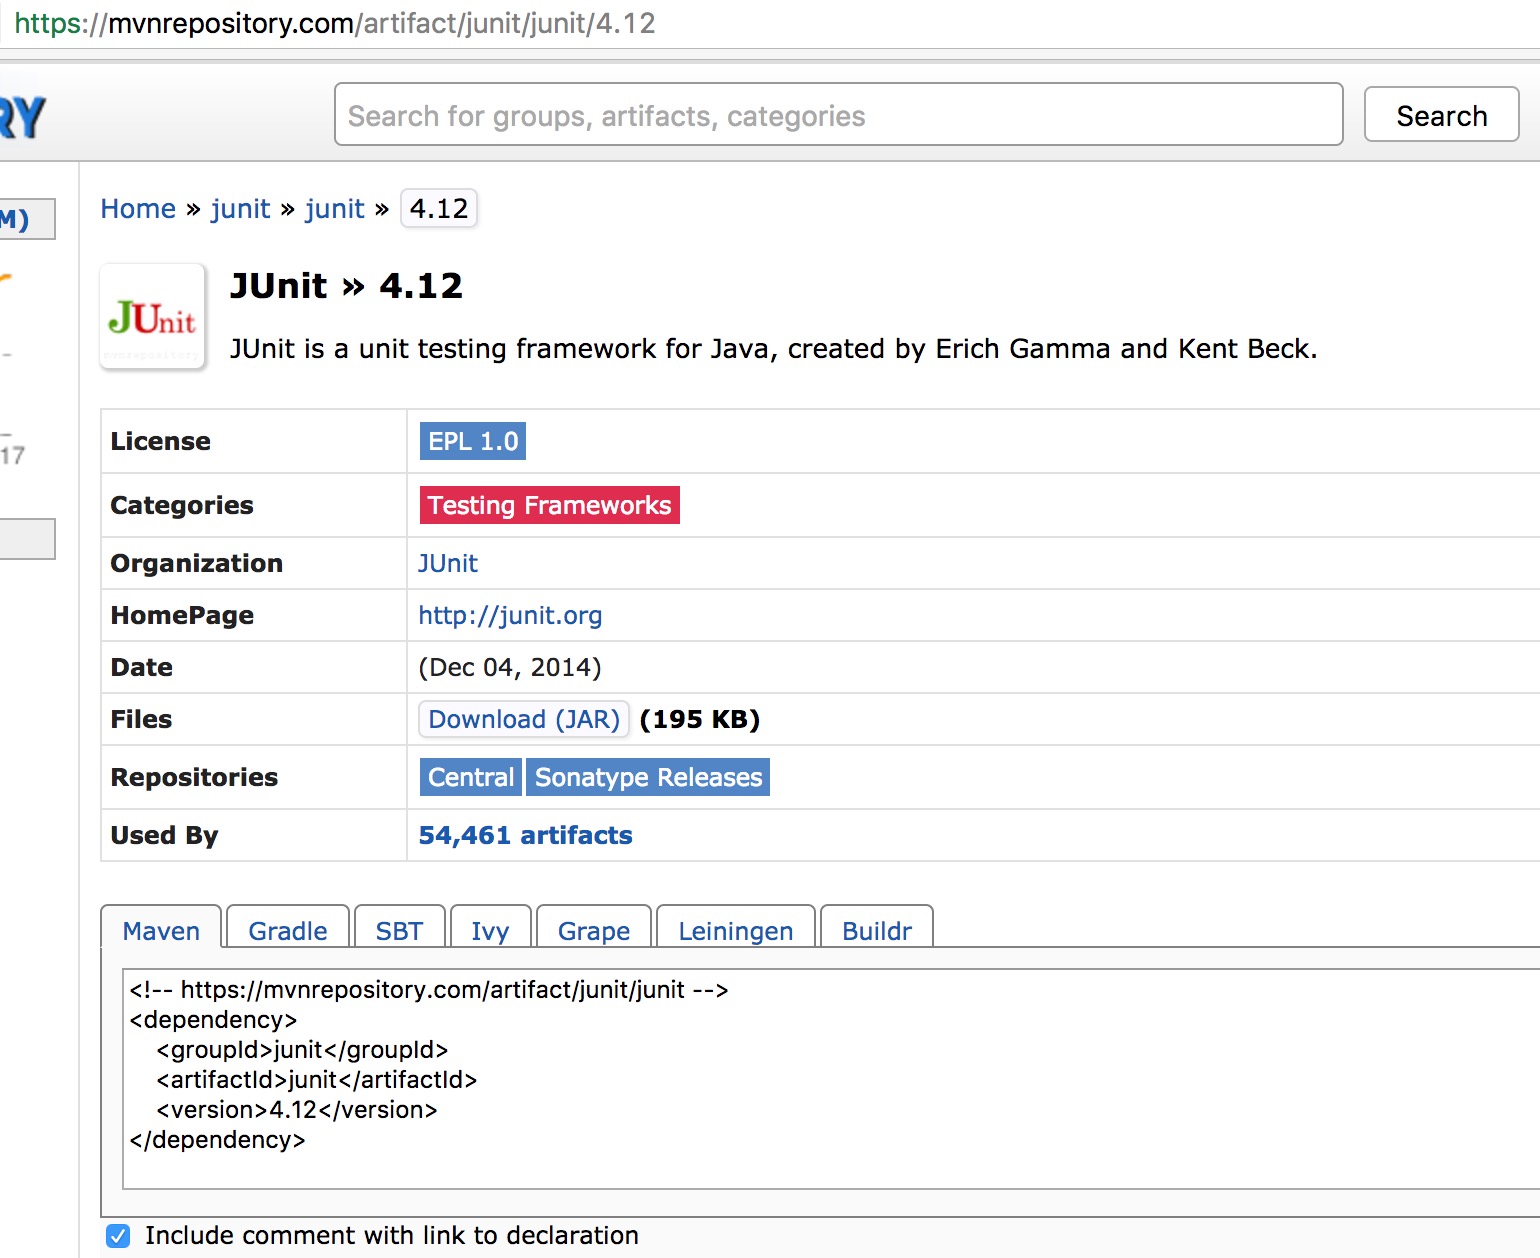 https://mvnrepository.com/artifact/junit/junit/4.12
RY
Search for groups, artifacts, categories
Search
M)
Home » junit » junit » 4.12
JUnit
mvnrepository
JUnit » 4.12
JUnit is a unit testing framework for Java, created by Erich Gamma and Kent Beck.
17
License EPL 1.0
Categories Testing Frameworks
Organization JUnit
HomePage http://junit.org
Date (Dec 04, 2014)
Files Download (JAR) (195 KB)
Repositories Central Sonatype Releases
Used By 54,461 artifacts
Maven Gradle SBT Ivy Grape Leiningen Buildr
<!-- https://mvnrepository.com/artifact/junit/junit -->
<dependency>
    <groupId>junit</groupId>
    <artifactId>junit</artifactId>
    <version>4.12</version>
</dependency>
Include comment with link to declaration